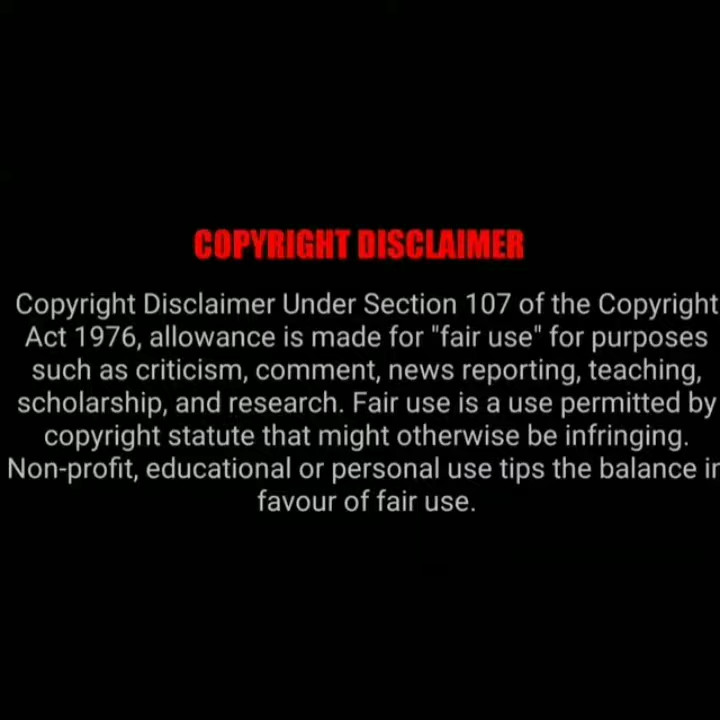 COPYRIGHT DISCLAIMER
Copyright Disclaimer Under Section 107 of the Copyright
Act 1976, allowance is made for "fair use" for purposes
such as criticism, comment, news reporting, teaching,
scholarship, and research. Fair use is a use permitted by
copyright statute that might otherwise be infringing.
Non-profit, educational or personal use tips the balance in
favour of fair use.